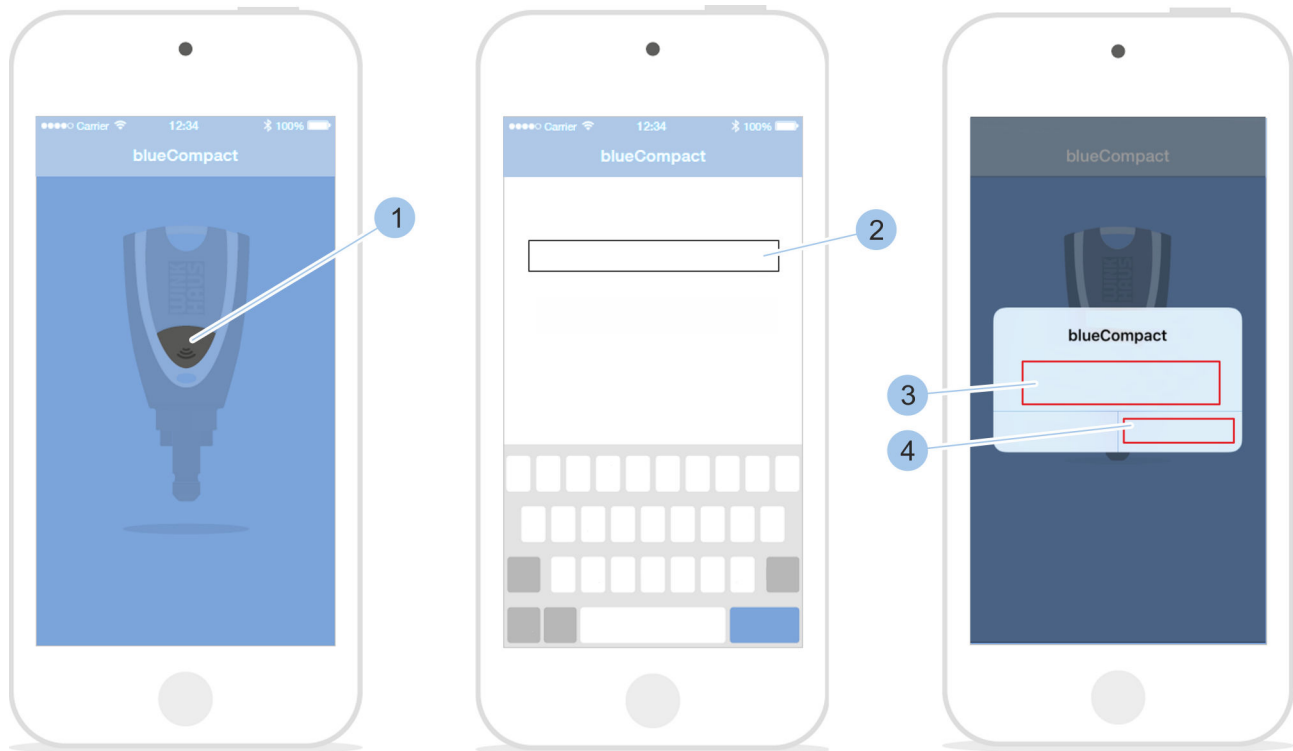 ●●●●○ Carrier 12:34 100%
blueCompact
1
●●●●○ Carrier 12:34 100%
blueCompact
2
blueCompact
blueCompact
3
4